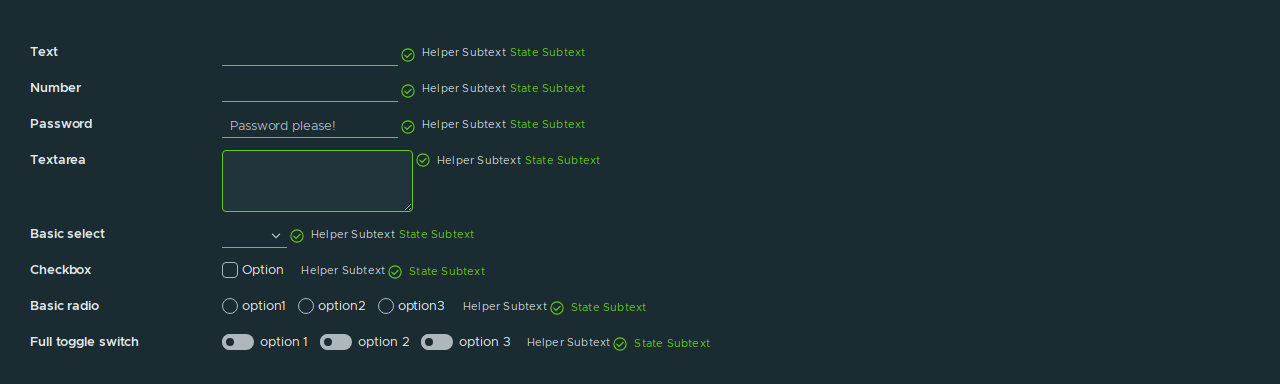 Text Helper Subtext State Subtext
Number Helper Subtext State Subtext
Password Password please! Helper Subtext State Subtext
Textarea Helper Subtext State Subtext
Basic select Helper Subtext State Subtext
Checkbox Option Helper Subtext State Subtext
Basic radio option1 option2 option3 Helper Subtext State Subtext
Full toggle switch option 1 option 2 option 3 Helper Subtext State Subtext